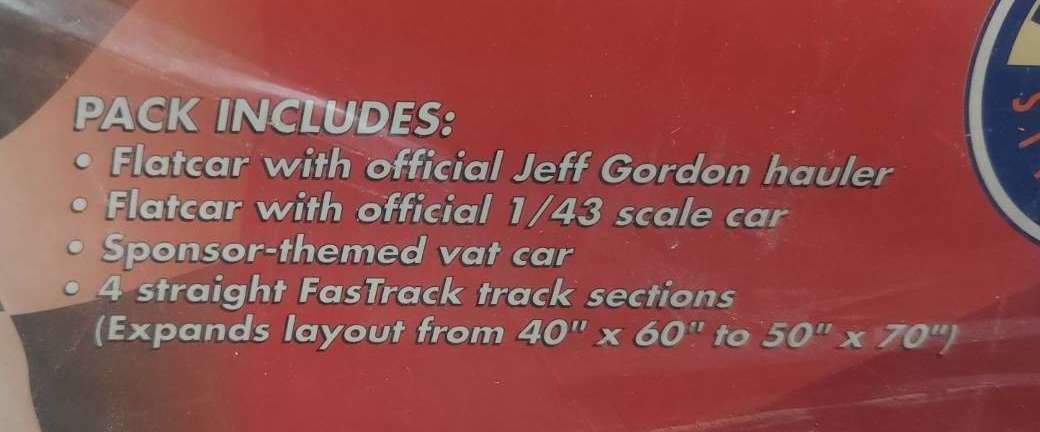 PACK INCLUDES:
• Flatcar with official Jeff Gordon hauler
• Flatcar with official 1/43 scale car
• Sponsor-themed vat car
• 4 straight FasTrack track sections
(Expands layout from 40" x 60" to 50" x 70")